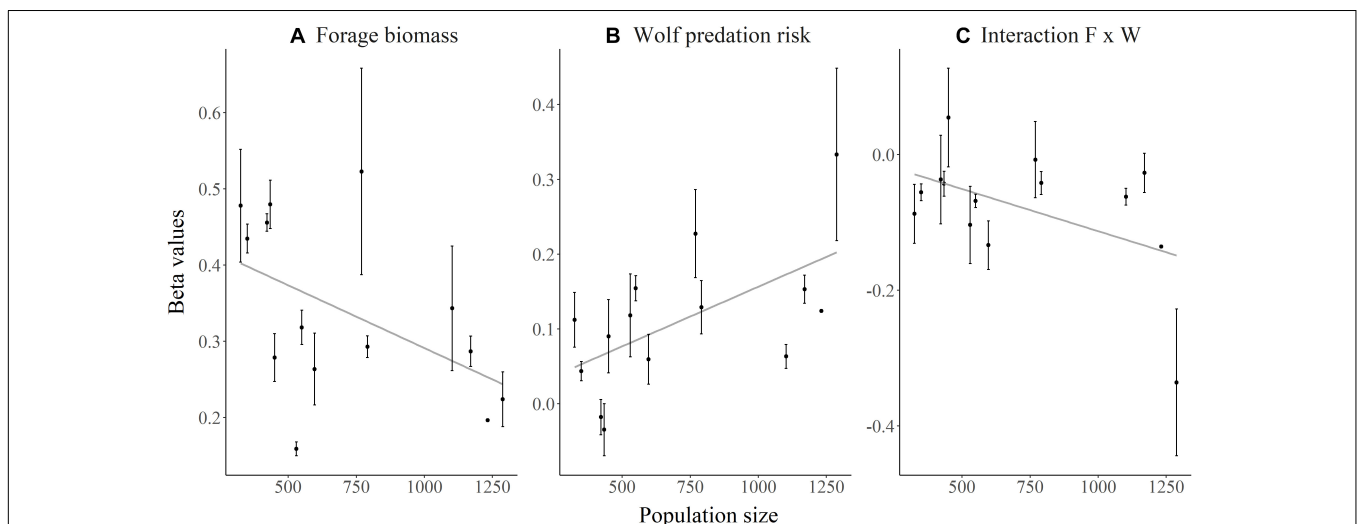 A Forage biomass
B Wolf predation risk
C Interaction F x W
Beta values
0.6
0.5
0.4
0.3
0.2
0.4
0.3
0.2
0.1
0.0
0.0
-0.2
-0.4
500 750 1000 1250
500 750 1000 1250
500 750 1000 1250
Population size